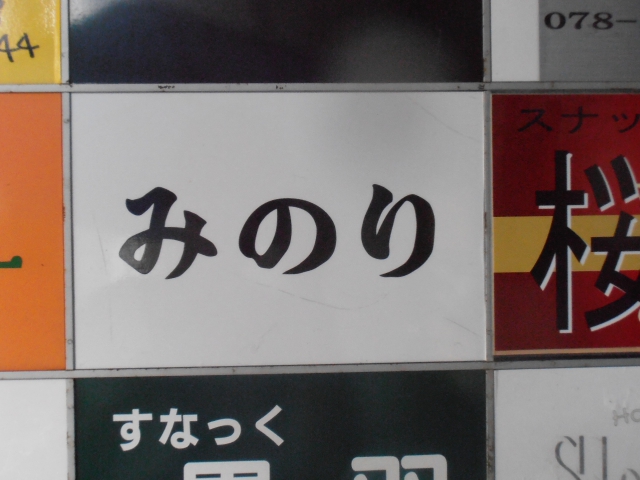 44
078-
みのり
スナッ
桜
すなっく